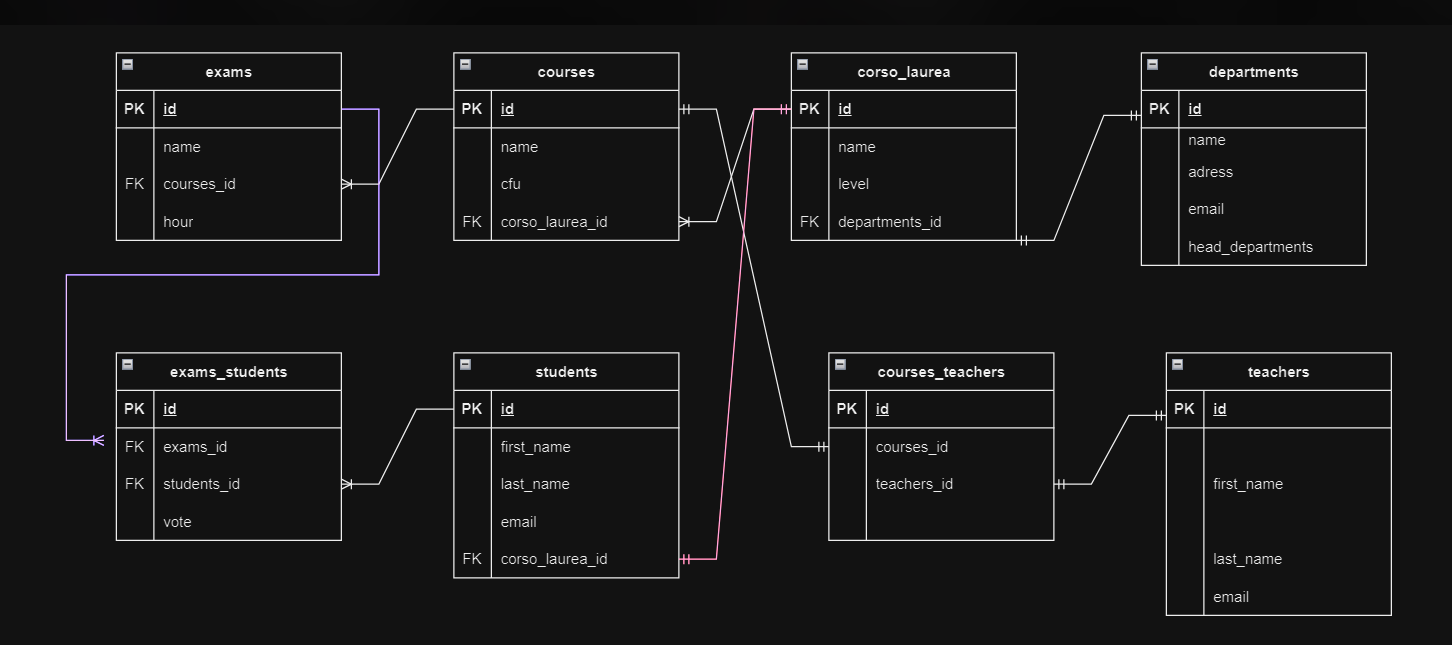 exams
PK id
name
FK courses_id
hour
courses
PK id
name
cfu
FK corso_laurea_id
corso_laurea
PK id
name
level
FK departments_id
departments
PK id
name
adress
email
head_departments
exams_students
PK id
FK exams_id
FK students_id
vote
students
PK id
first_name
last_name
email
FK corso_laurea_id
courses_teachers
PK id
courses_id
teachers_id
teachers
PK id
first_name
last_name
email